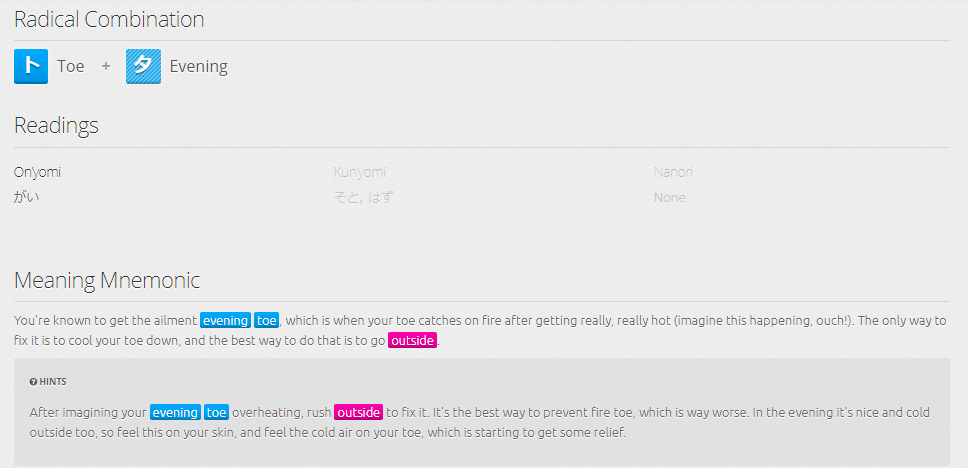 Radical Combination
ト Toe + タ Evening
Readings
On'yomi Kun'yomi Nanori
がい そと, はず None
Meaning Mnemonic
You're known to get the ailment evening toe, which is when your toe catches on fire after getting really, really hot (imagine this happening, ouch!). The only way to
fix it is to cool your toe down, and the best way to do that is to go outside.
HINTS
After imagining your evening toe overheating, rush outside to fix it. It's the best way to prevent fire toe, which is way worse. In the evening it's nice and cold
outside too, so feel this on your skin, and feel the cold air on your toe, which is starting to get some relief.